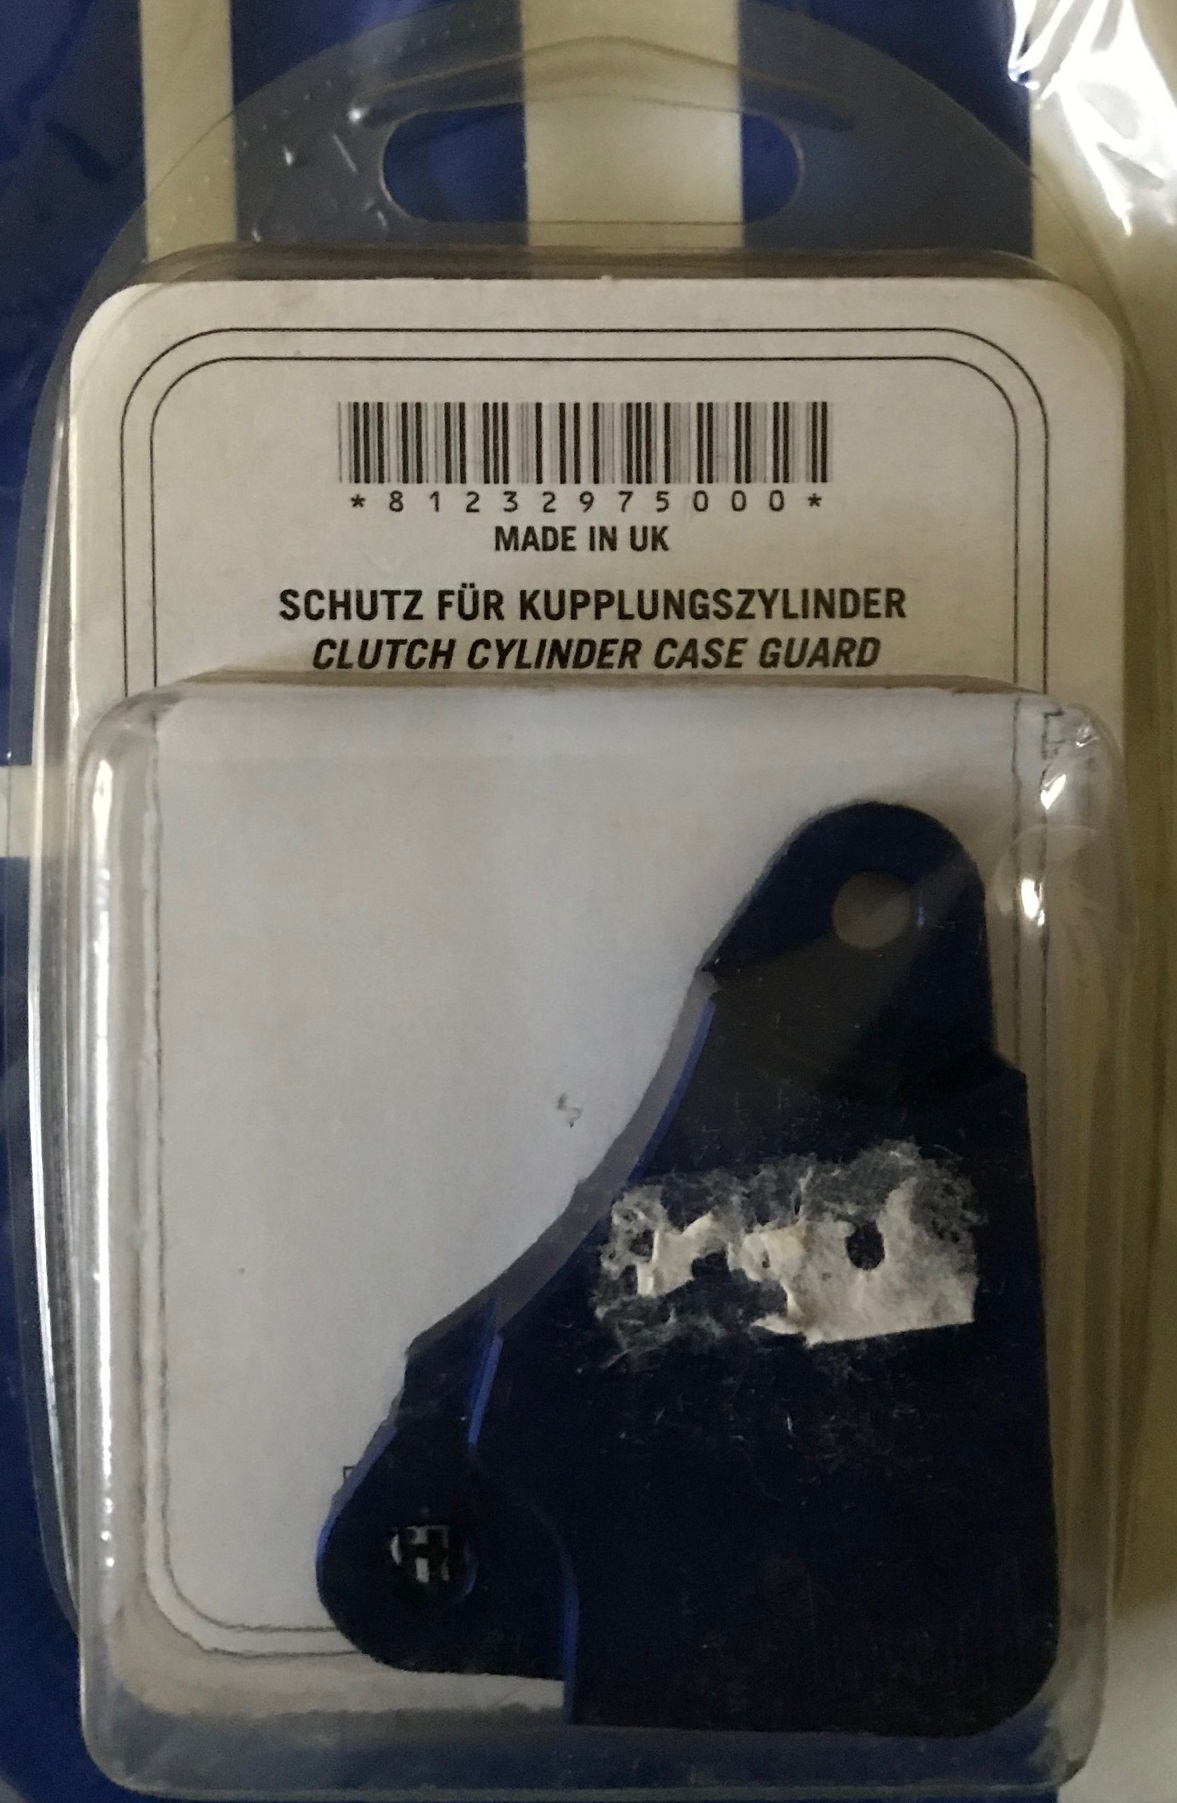 *81232975000*
MADE IN UK
SCHUTZ FÜR KUPPLUNGSZYLINDER
CLUTCH CYLINDER CASE GUARD